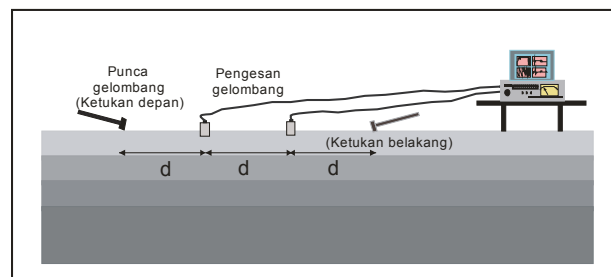 Punca
gelombang
(Ketukan depan)
Pengesan
gelombang
(Ketukan belakang)
d
d
d